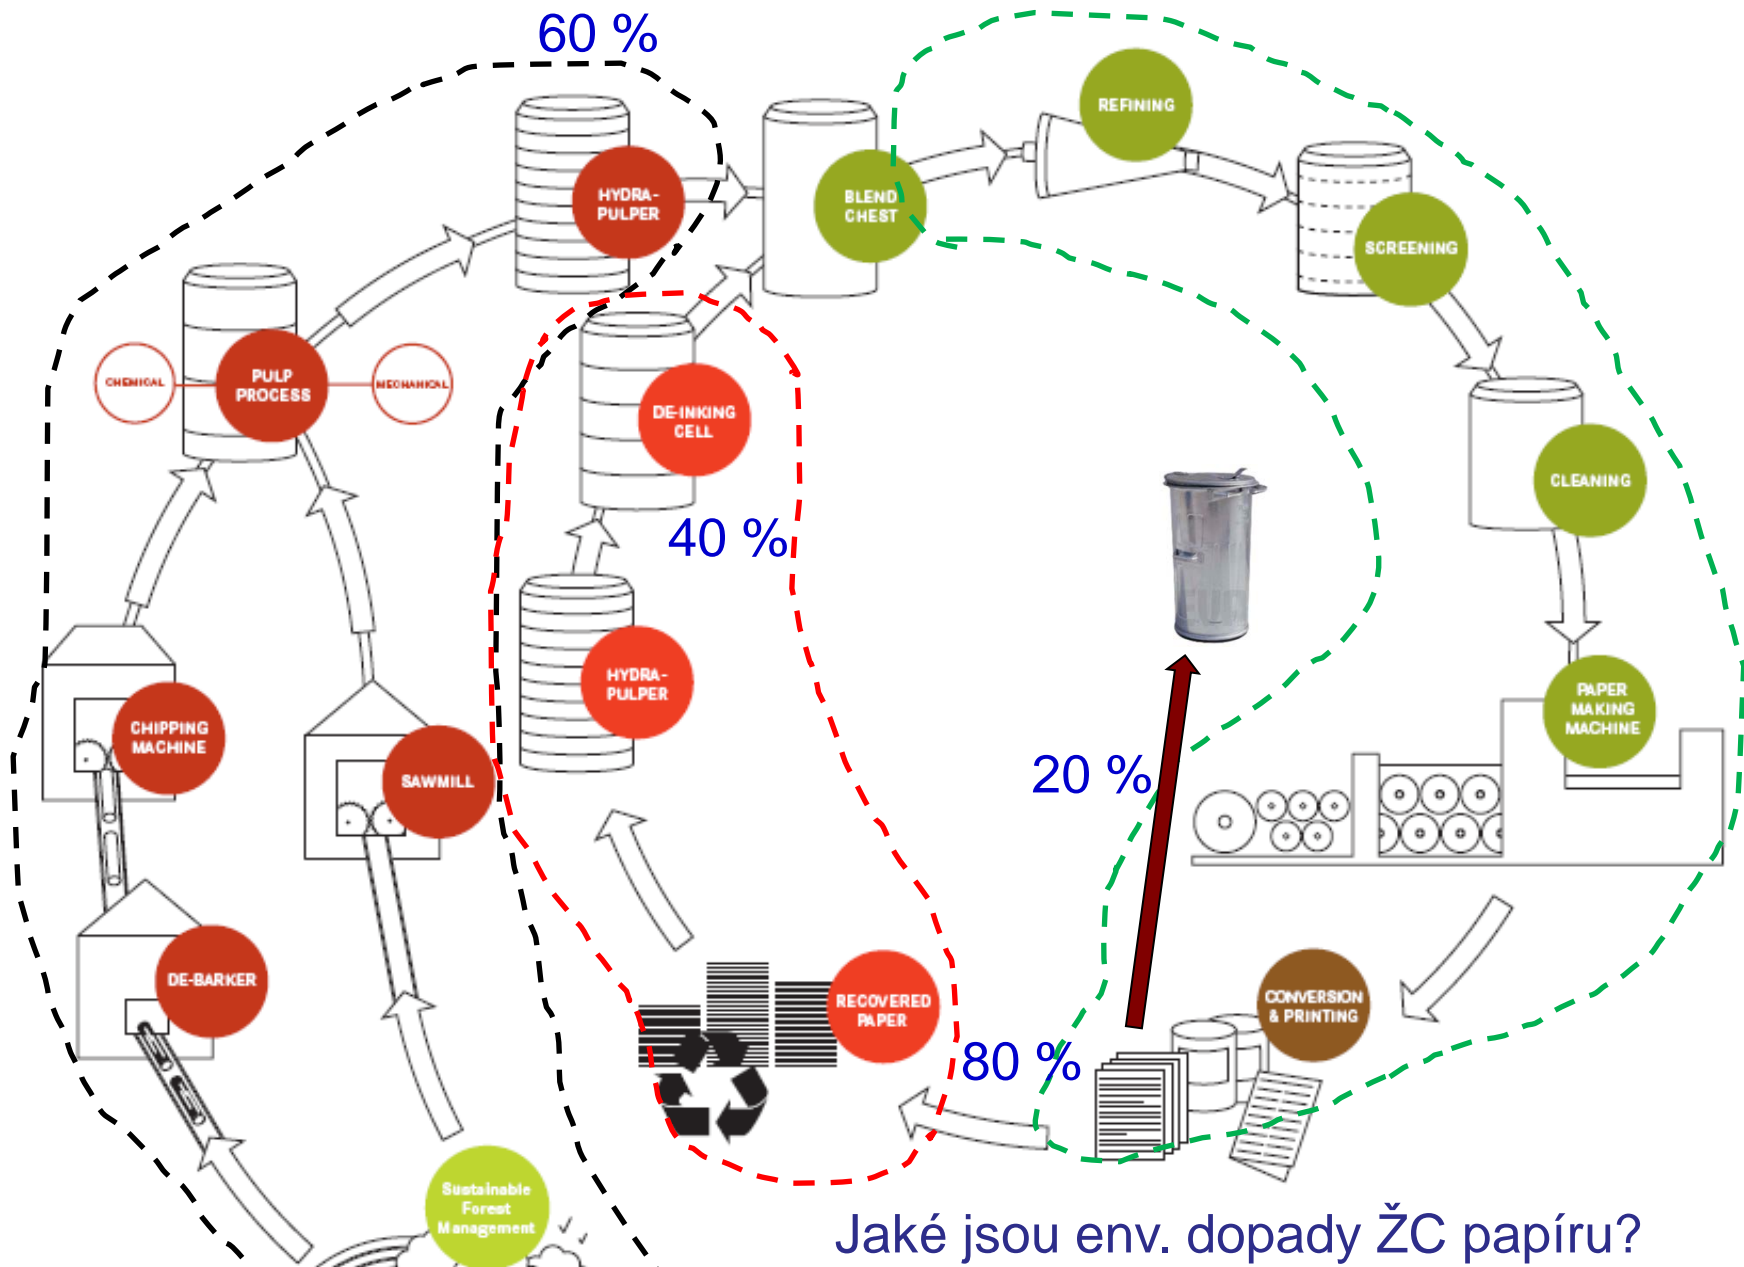 60 %
REFINING
HYDRA-
PULPER
BLEND
CHEST
SCREENING
CHEMICAL
PULP
PROCESS
MECHANICAL
DE-INKING
CELL
CLEANING
40 %
HYDRA-
PULPER
PAPER
MAKING
MACHINE
CHIPPING
MACHINE
SAWMILL
20 %
DE-BARKER
RECOVERED
PAPER
CONVERSION
& PRINTING
80 %
Sustainable
Forest
Management
Jaké jsou env. dopady ŽC papíru?